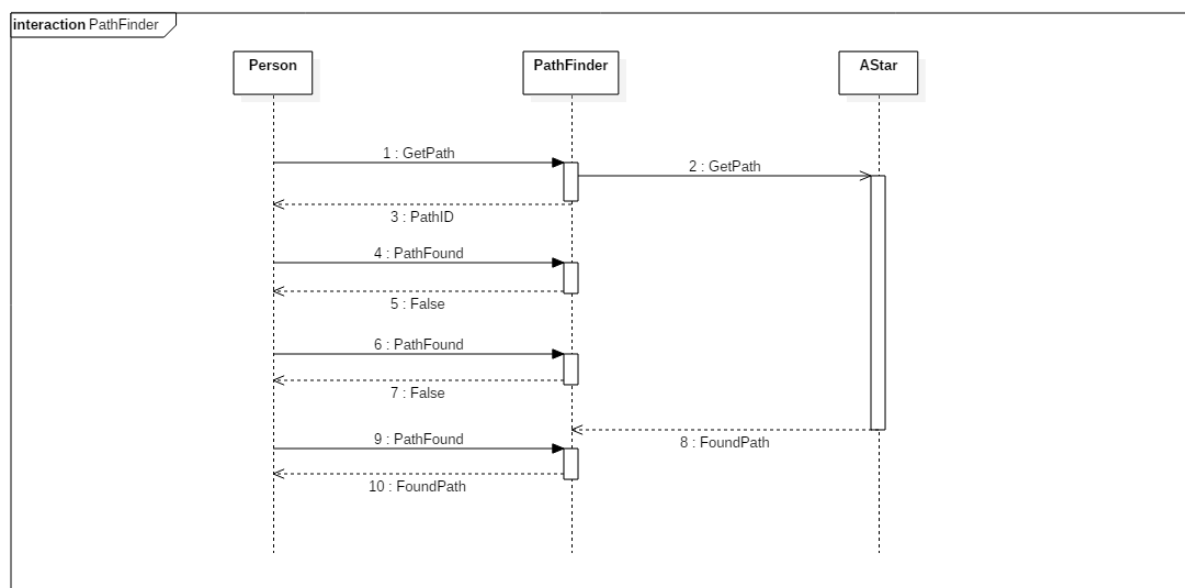 interaction PathFinder
Person
PathFinder
AStar
1 : GetPath
2 : GetPath
3 : PathID
4 : PathFound
5 : False
6 : PathFound
7 : False
8 : FoundPath
9 : PathFound
10 : FoundPath